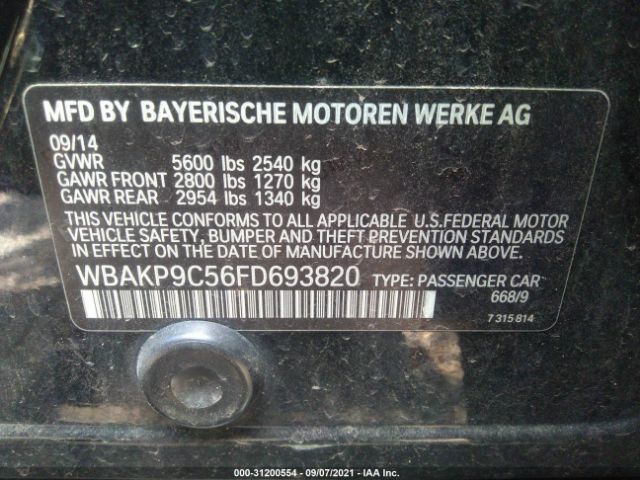 MFD BY BAYERISCHE MOTOREN WERKE AG
09/14
GVWR 5600 lbs 2540 kg
GAWR FRONT 2800 lbs 1270 kg
GAWR REAR 2954 lbs 1340 kg
THIS VEHICLE CONFORMS TO ALL APPLICABLE U.S.FEDERAL MOTOR
VEHICLE SAFETY, BUMPER AND THEFT PREVENTION STANDARDS
IN EFFECT ON THE DATE OF MANUFACTURE SHOWN ABOVE.
WBAKP9C56FD693820 TYPE: PASSENGER CAR
668/9
7315814
000-31200554 - 09/07/2021 - IAA Inc.